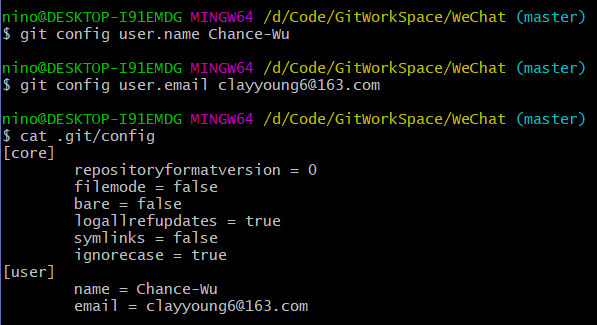 nino@DESKTOP-I91EMDG MINGW64 /d/Code/GitWorkSpace/WeChat (master)
$ git config user.name Chance-Wu
nino@DESKTOP-I91EMDG MINGW64 /d/Code/GitWorkSpace/WeChat (master)
$ git config user.email clayyoung6@163.com
nino@DESKTOP-I91EMDG MINGW64 /d/Code/GitWorkSpace/WeChat (master)
$ cat .git/config
[core]
repositoryformatversion = 0
filemode = false
bare = false
logallrefupdates = true
symlinks = false
ignorecase = true
[user]
name = Chance-Wu
email = clayyoung6@163.com